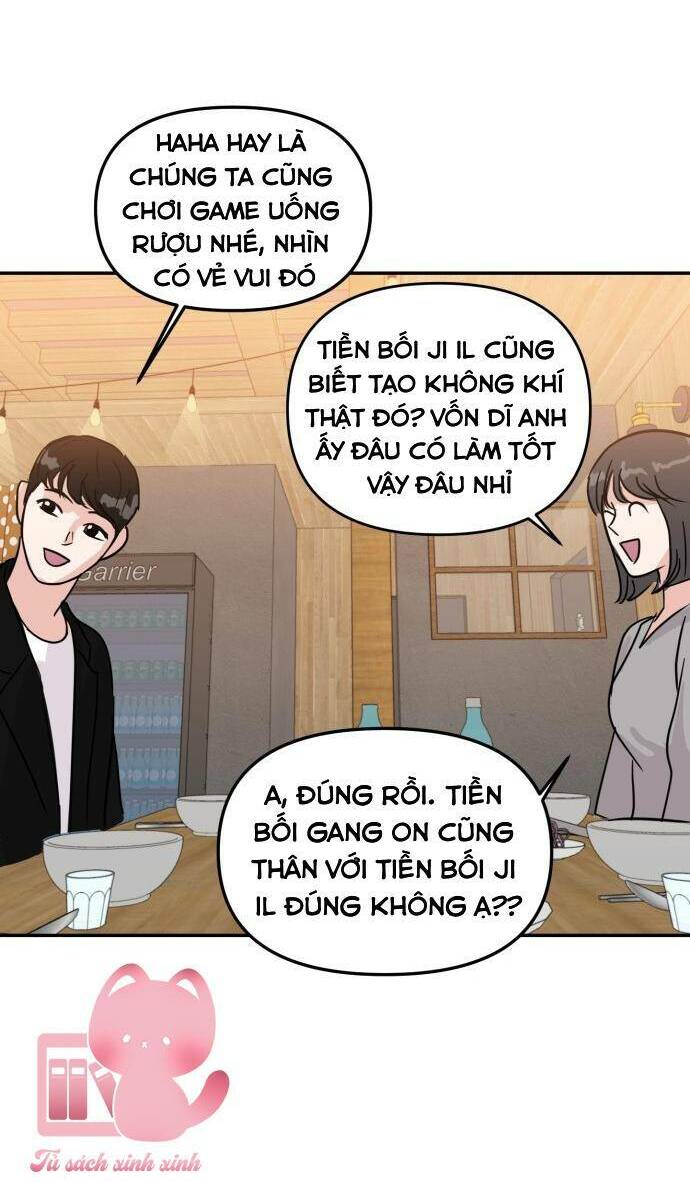 HAHA HAY LÀ
CHÚNG TA CŨNG
CHƠI GAME UỐNG
RƯỢU NHÉ, NHÌN
CÓ VẺ VUI ĐÓ
TIỀN BỐI JI IL CŨNG
BIẾT TẠO KHÔNG KHÍ
THẬT ĐÓ? VỐN DĨ ANH
ẤY ĐÂU CÓ LÀM TỐT
VẬY ĐÂU NHỈ
Garrier
A, ĐÚNG RỒI. TIỀN
BỐI GANG ON CŨNG
THÂN VỚI TIỀN BỐI JI
IL ĐÚNG KHÔNG Ạ??
Tủ sách xinh xinh